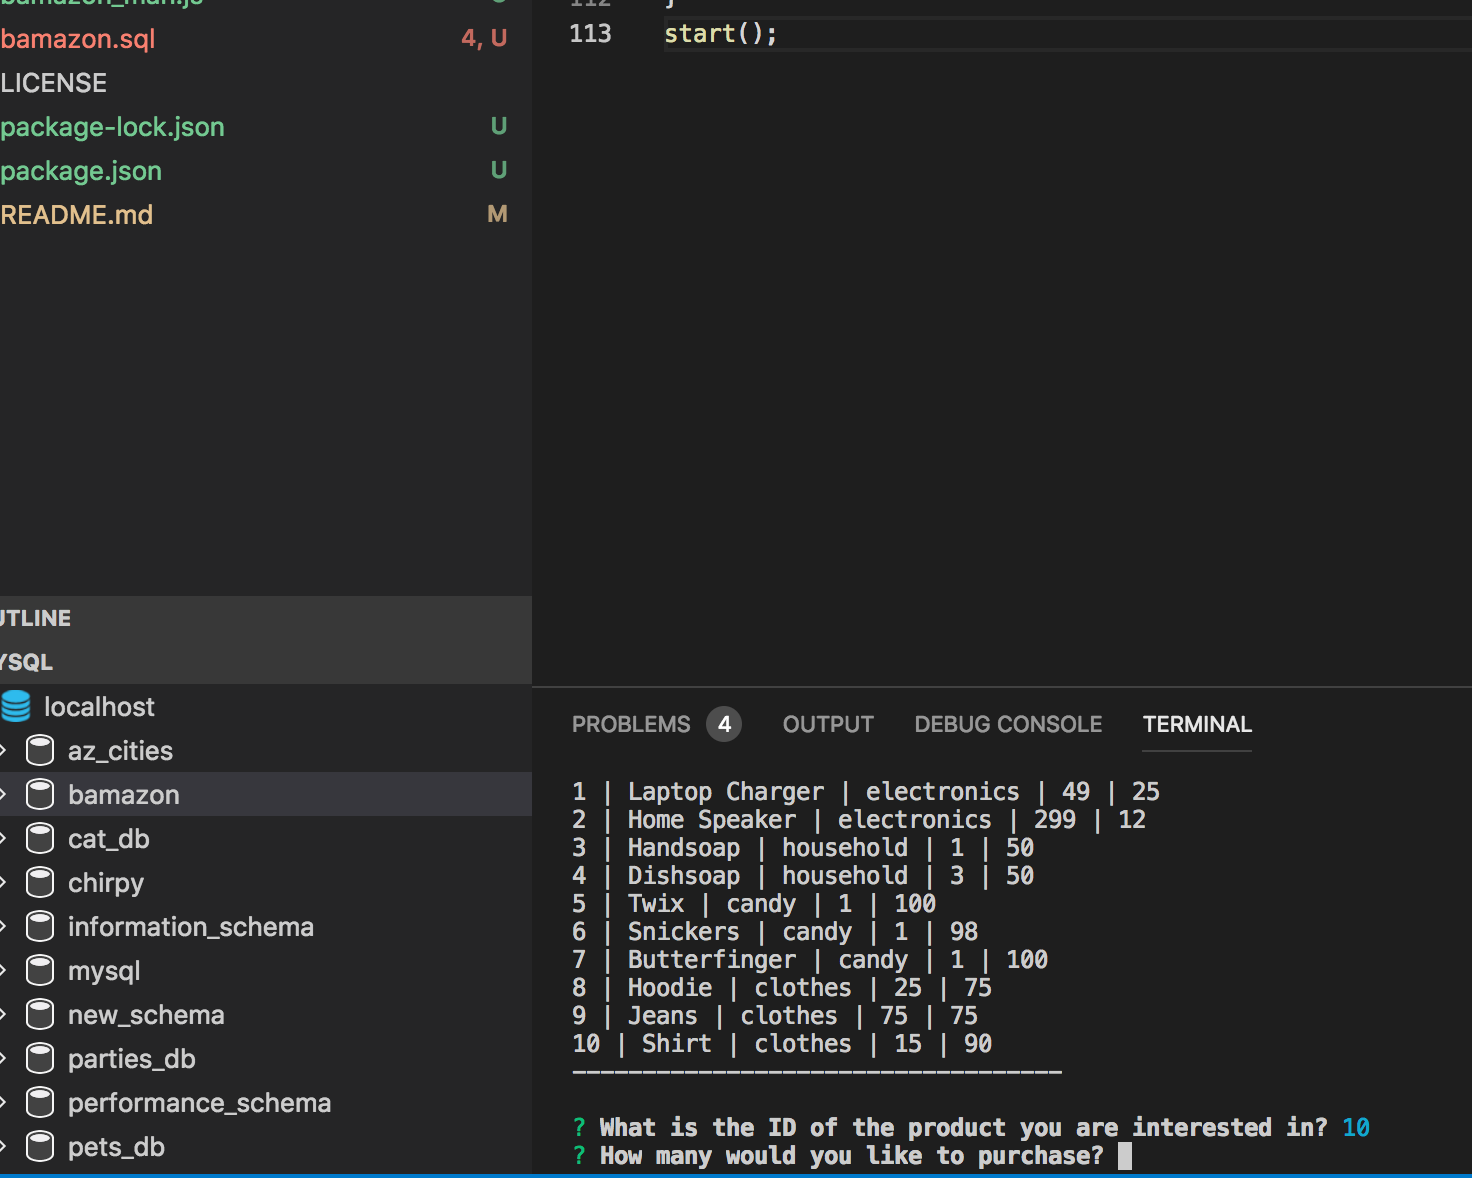 bamazon_man.js
bamazon.sql 4, U
LICENSE
package-lock.json U
package.json U
README.md M
UTLINE
YSQL
localhost
az_cities
bamazon
cat_db
chirpy
information_schema
mysql
new_schema
parties_db
performance_schema
pets_db
112 }
113 start();
PROBLEMS 4 OUTPUT DEBUG CONSOLE TERMINAL
1 | Laptop Charger | electronics | 49 | 25
2 | Home Speaker | electronics | 299 | 12
3 | Handsoap | household | 1 | 50
4 | Dishsoap | household | 3 | 50
5 | Twix | candy | 1 | 100
6 | Snickers | candy | 1 | 98
7 | Butterfinger | candy | 1 | 100
8 | Hoodie | clothes | 25 | 75
9 | Jeans | clothes | 75 | 75
10 | Shirt | clothes | 15 | 90
-----------------------------------
? What is the ID of the product you are interested in? 10
? How many would you like to purchase?